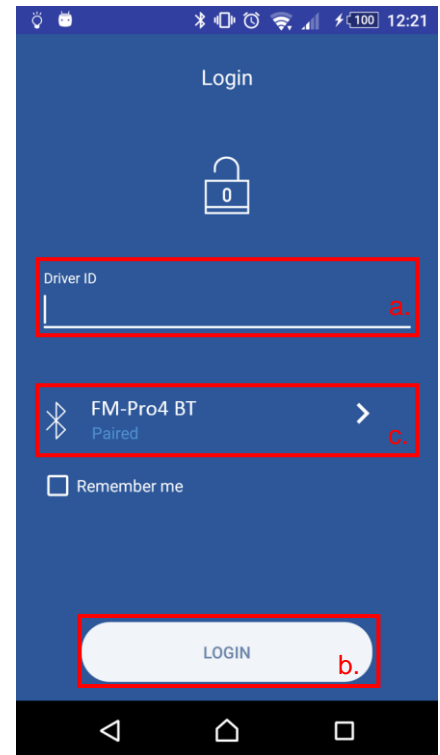 100 12:21
Login
0
Driver ID
a.
FM-Pro4 BT
Paired
c.
Remember me
LOGIN
b.